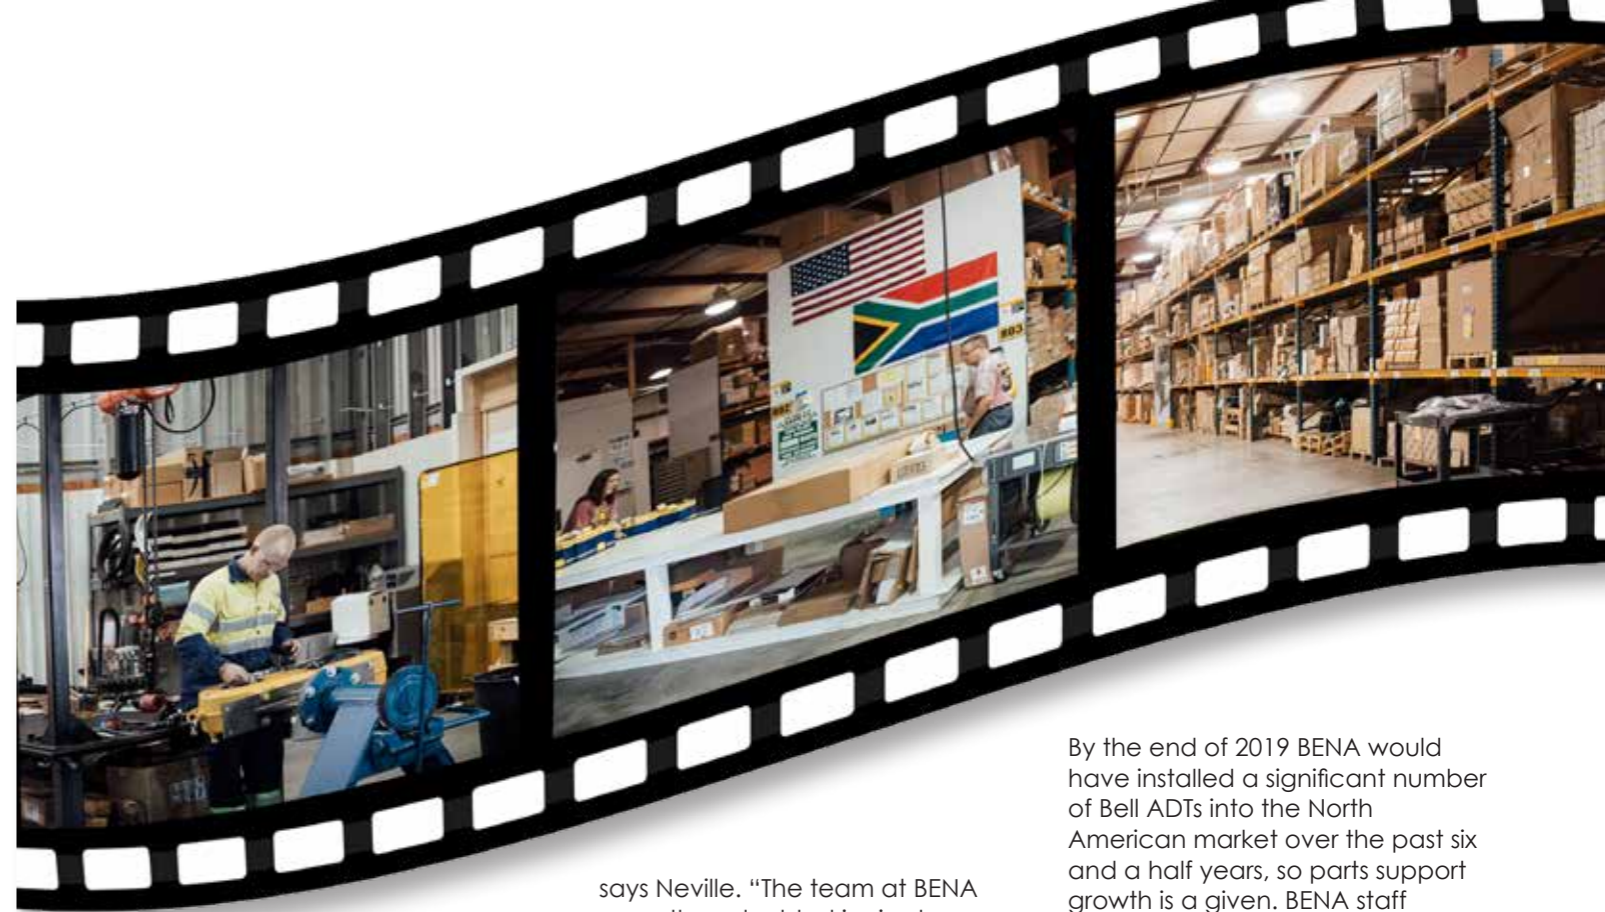 says Neville. “The team at BENA
By the end of 2019 BENA would
have installed a significant number
of Bell ADTs into the North
American market over the past six
and a half years, so parts support
growth is a given. BENA staff